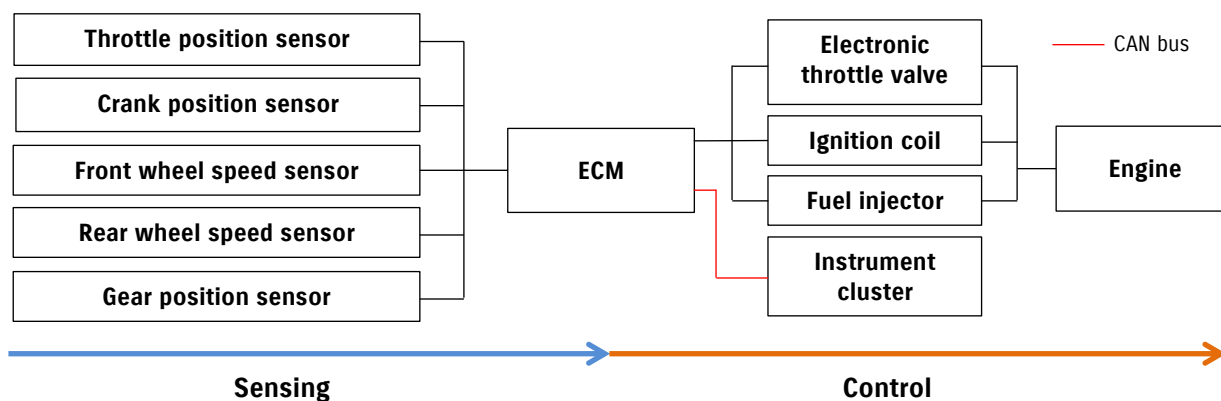 Throttle position sensor
Crank position sensor
Front wheel speed sensor
Rear wheel speed sensor
Gear position sensor
ECM
Electronic
throttle valve
Ignition coil
Fuel injector
Instrument
cluster
Engine
CAN bus
Sensing
Control